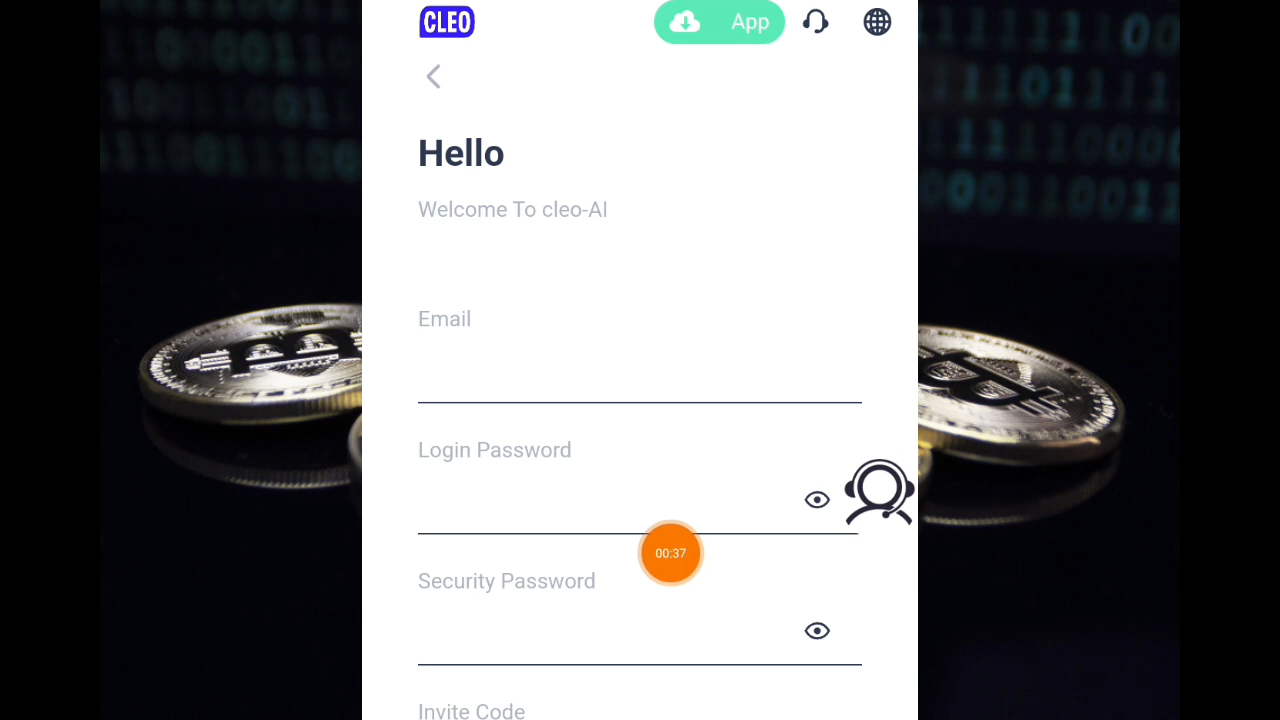 CLEO
App
Hello
Welcome To cleo-AI
Email
Login Password
00:37
Security Password
Invite Code